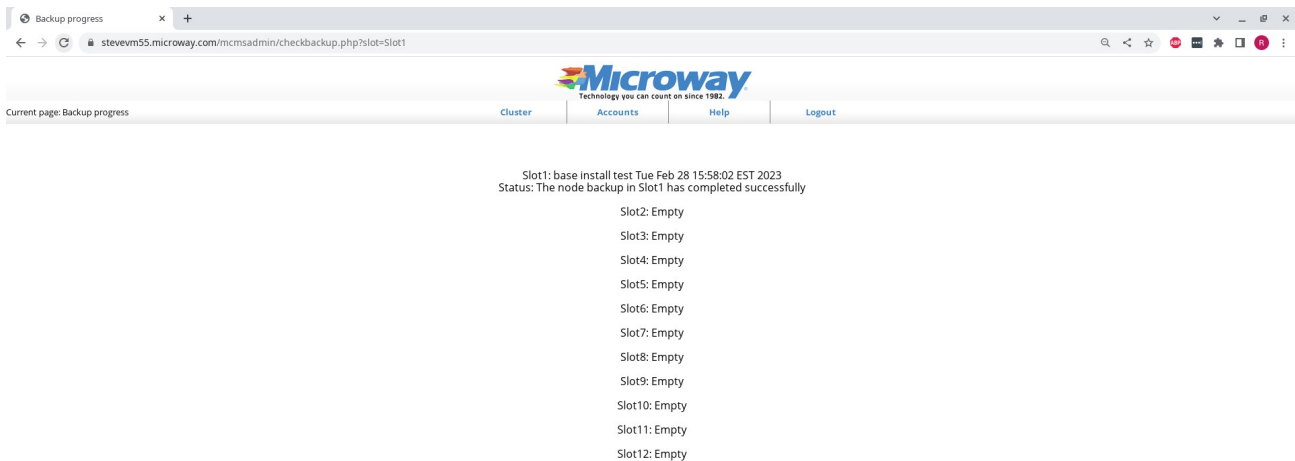 Backup progress
stevevm55.microway.com/mcmsadmin/checkbackup.php?slot=Slot1
ABP
R
Microway
Technology you can count on since 1982.
Current page: Backup progress
Cluster
Accounts
Help
Logout
Slot1: base install test Tue Feb 28 15:58:02 EST 2023
Status: The node backup in Slot1 has completed successfully
Slot2: Empty
Slot3: Empty
Slot4: Empty
Slot5: Empty
Slot6: Empty
Slot7: Empty
Slot8: Empty
Slot9: Empty
Slot10: Empty
Slot11: Empty
Slot12: Empty